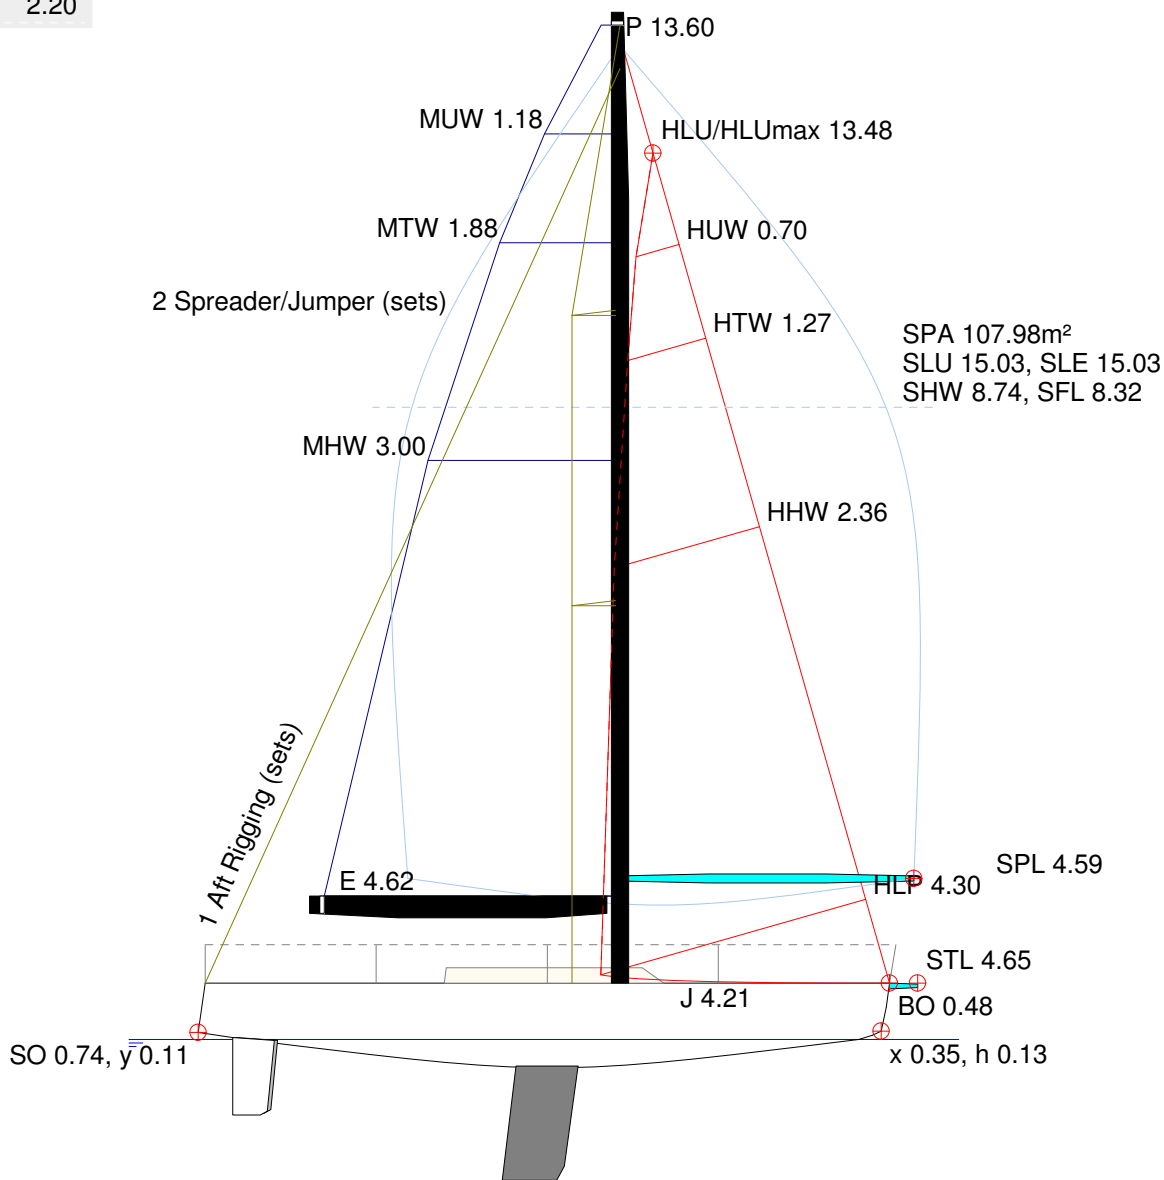 2.20
P 13.60
MUW 1.18
HLU/HLUmax 13.48
MTW 1.88
HUW 0.70
2 Spreader/Jumper (sets)
HTW 1.27
SPA 107.98m²
SLU 15.03, SLE 15.03
SHW 8.74, SFL 8.32
MHW 3.00
HHW 2.36
1 Aft Rigging (sets)
SPL 4.59
E 4.62
HLP 4.30
STL 4.65
J 4.21
BO 0.48
SO 0.74, y 0.11
x 0.35, h 0.13